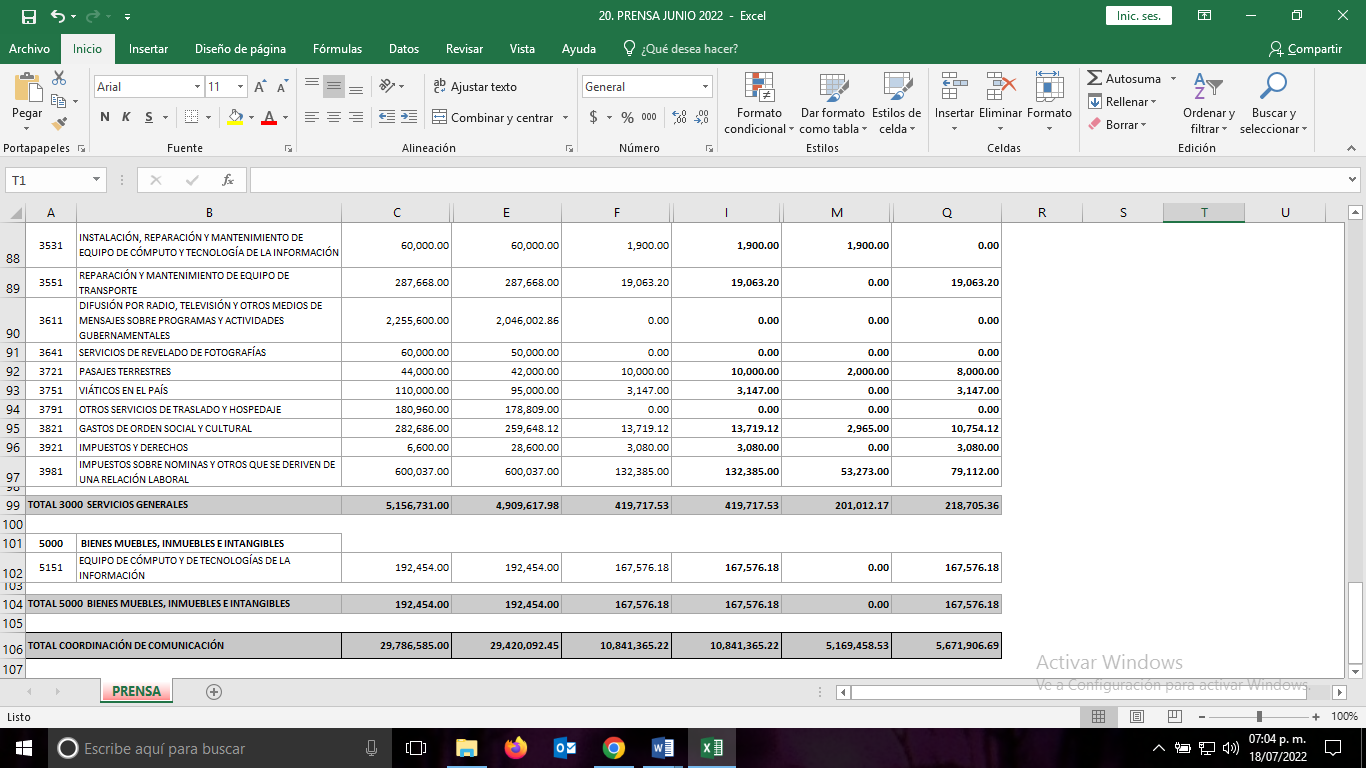 20. PRENSA JUNIO 2022 - Excel
Inic. ses.
Archivo Inicio Insertar Diseño de página Fórmulas Datos Revisar Vista Ayuda ¿Qué desea hacer? Compartir
Pegar
Arial 11
N K S
Ajustar texto
Combinar y centrar
General
$ % 000
Formato condicional
Dar formato como tabla
Estilos de celda
Insertar Eliminar Formato
Autosuma
Rellenar
Borrar
Ordenar y filtrar
Buscar y seleccionar
Portapapeles Fuente Alineación Número Estilos Celdas Edición
T1 fx
A B C E F I M Q R S T U
88 3531 INSTALACIÓN, REPARACIÓN Y MANTENIMIENTO DE
EQUIPO DE CÓMPUTO Y TECNOLOGÍA DE LA INFORMACIÓN 60,000.00 60,000.00 1,900.00 1,900.00 1,900.00 0.00
89 3551 REPARACIÓN Y MANTENIMIENTO DE EQUIPO DE
TRANSPORTE 287,668.00 287,668.00 19,063.20 19,063.20 0.00 19,063.20
90 3611 DIFUSIÓN POR RADIO, TELEVISIÓN Y OTROS MEDIOS DE
MENSAJES SOBRE PROGRAMAS Y ACTIVIDADES
GUBERNAMENTALES 2,255,600.00 2,046,002.86 0.00 0.00 0.00 0.00
91 3641 SERVICIOS DE REVELADO DE FOTOGRAFÍAS 60,000.00 50,000.00 0.00 0.00 0.00 0.00
92 3721 PASAJES TERRESTRES 44,000.00 42,000.00 10,000.00 10,000.00 2,000.00 8,000.00
93 3751 VIÁTICOS EN EL PAÍS 110,000.00 95,000.00 3,147.00 3,147.00 0.00 3,147.00
94 3791 OTROS SERVICIOS DE TRASLADO Y HOSPEDAJE 180,960.00 178,809.00 0.00 0.00 0.00 0.00
95 3821 GASTOS DE ORDEN SOCIAL Y CULTURAL 282,686.00 259,648.12 13,719.12 13,719.12 2,965.00 10,754.12
96 3921 IMPUESTOS Y DERECHOS 6,600.00 28,600.00 3,080.00 3,080.00 0.00 3,080.00
97 3981 IMPUESTOS SOBRE NOMINAS Y OTROS QUE SE DERIVEN DE
UNA RELACIÓN LABORAL 600,037.00 600,037.00 132,385.00 132,385.00 53,273.00 79,112.00
98
99 TOTAL 3000 SERVICIOS GENERALES 5,156,731.00 4,909,617.98 419,717.53 419,717.53 201,012.17 218,705.36
100
101 5000 BIENES MUEBLES, INMUEBLES E INTANGIBLES
102 5151 EQUIPO DE CÓMPUTO Y DE TECNOLOGÍAS DE LA
INFORMACIÓN 192,454.00 192,454.00 167,576.18 167,576.18 0.00 167,576.18
103
104 TOTAL 5000 BIENES MUEBLES, INMUEBLES E INTANGIBLES 192,454.00 192,454.00 167,576.18 167,576.18 0.00 167,576.18
105
106 TOTAL COORDINACIÓN DE COMUNICACIÓN 29,786,585.00 29,420,092.45 10,841,365.22 10,841,365.22 5,169,458.53 5,671,906.69
107
Activar Windows
Ve a Configuración para activar Windows.
PRENSA
Listo 100%
Escribe aquí para buscar
07:04 p. m.
18/07/2022